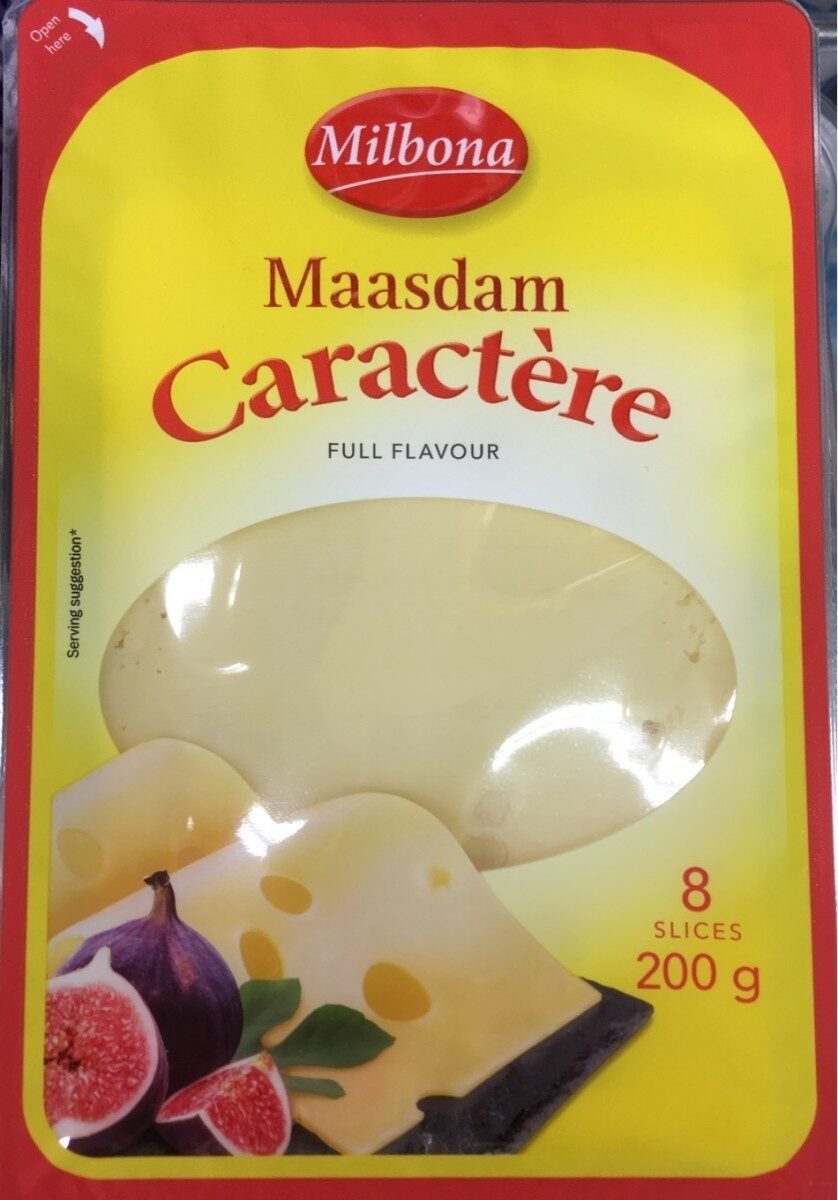 Open
here
Milbona
Maasdam
Caractère
FULL FLAVOUR
Serving suggestion*
8
SLICES
200 g